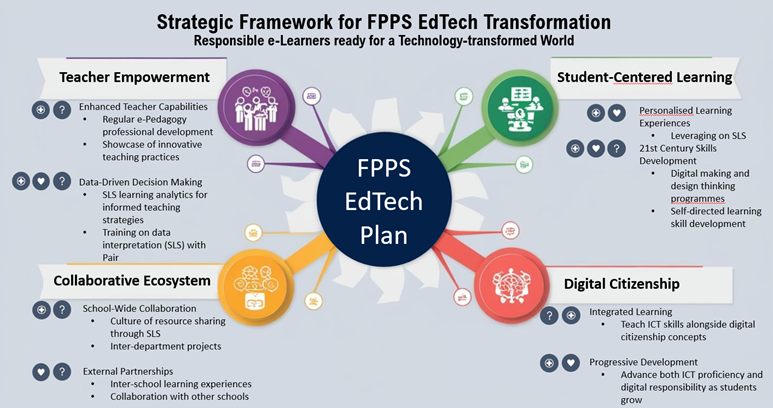 Strategic Framework for FPPS EdTech Transformation
Responsible e-Learners ready for a Technology-transformed World
Teacher Empowerment
? Enhanced Teacher Capabilities
• Regular e-Pedagogy
professional development
• Showcase of innovative
teaching practices
? Data-Driven Decision Making
• SLS learning analytics for
informed teaching
strategies
• Training on data
interpretation (SLS) with
Pair
Student-Centered Learning
Personalised Learning
Experiences
• Leveraging on SLS
? 21st Century Skills
Development
• Digital making and
design thinking
programmes
• Self-directed learning
skill development
FPPS
EdTech
Plan
Collaborative Ecosystem
? School-Wide Collaboration
• Culture of resource sharing
through SLS
• Inter-department projects
? External Partnerships
• Inter-school learning experiences
• Collaboration with other schools
Digital Citizenship
? Integrated Learning
• Teach ICT skills alongside digital
citizenship concepts
Progressive Development
• Advance both ICT proficiency and
digital responsibility as students
grow